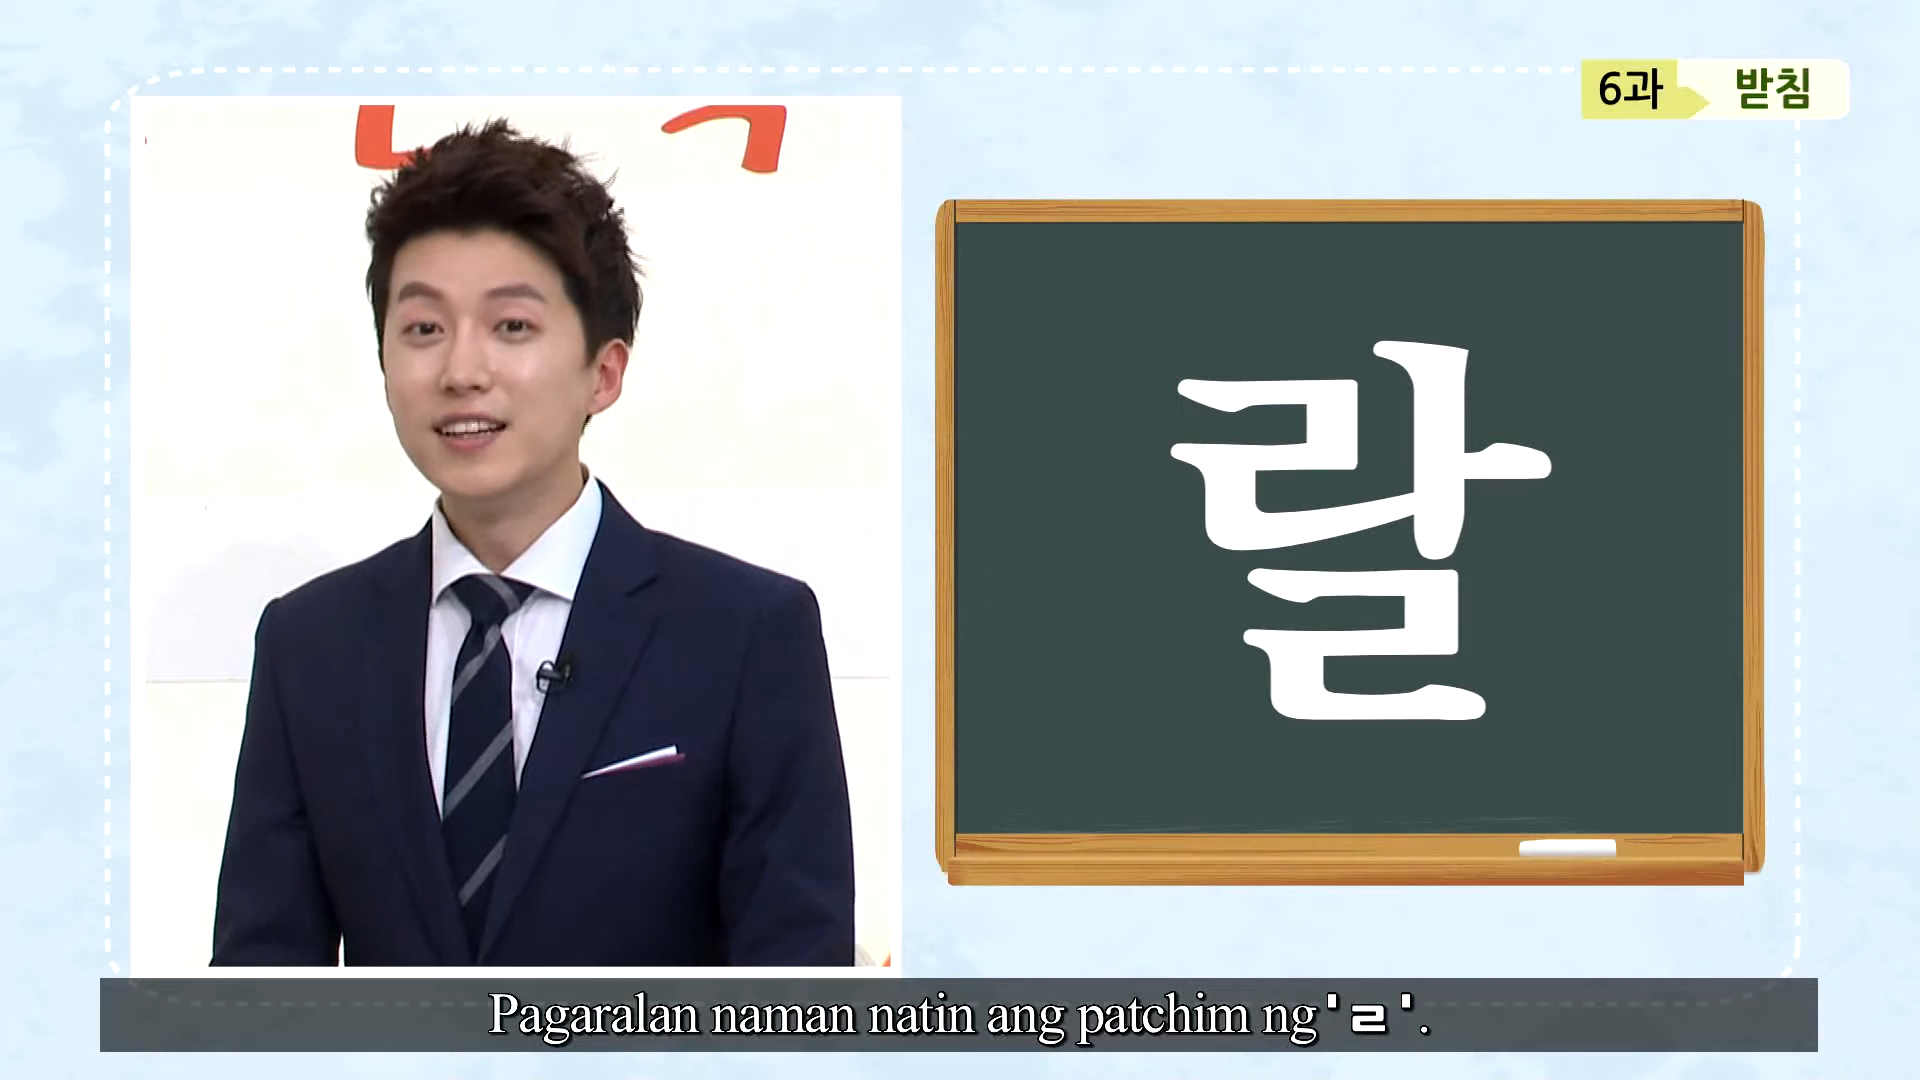 6과 받침
랄
Pagaralan naman natin ang patchim ng 'ㄹ'.